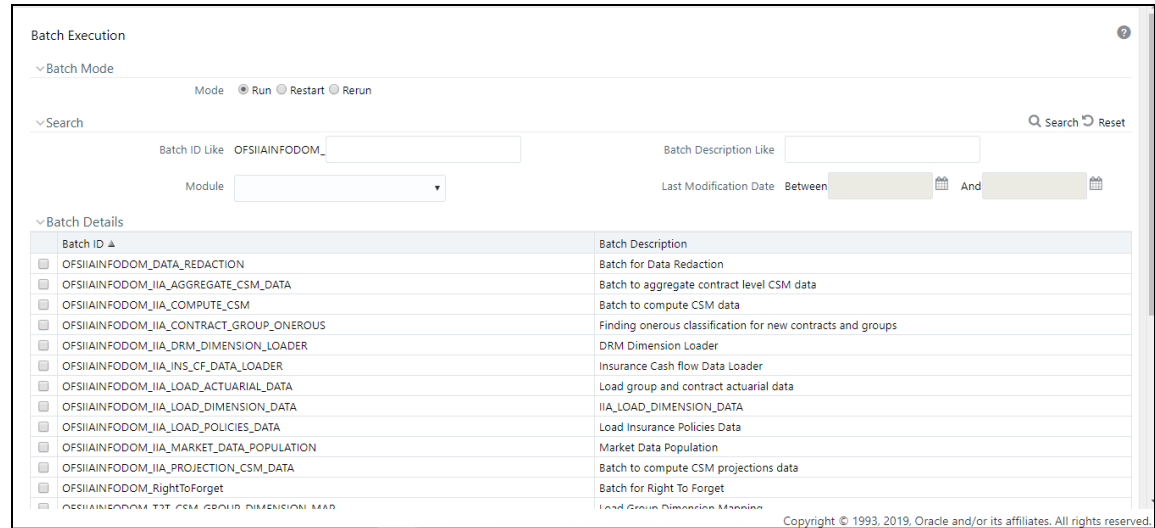 Batch Execution
Batch Mode
Mode Run Restart Rerun
Search Search Reset
Batch ID Like OFSIIAINFODOM_ Batch Description Like
Module Last Modification Date Between And
Batch Details
Batch ID Batch Description
OFSIIAINFODOM_DATA_REDACTION Batch for Data Redaction
OFSIIAINFODOM_IIA_AGGREGATE_CSM_DATA Batch to aggregate contract level CSM data
OFSIIAINFODOM_IIA_COMPUTE_CSM Batch to compute CSM data
OFSIIAINFODOM_IIA_CONTRACT_GROUP_ONEROUS Finding onerous classification for new contracts and groups
OFSIIAINFODOM_IIA_DRM_DIMENSION_LOADER DRM Dimension Loader
OFSIIAINFODOM_IIA_INS_CF_DATA_LOADER Insurance Cash flow Data Loader
OFSIIAINFODOM_IIA_LOAD_ACTUARIAL_DATA Load group and contract actuarial data
OFSIIAINFODOM_IIA_LOAD_DIMENSION_DATA IIA_LOAD_DIMENSION_DATA
OFSIIAINFODOM_IIA_LOAD_POLICIES_DATA Load Insurance Policies Data
OFSIIAINFODOM_IIA_MARKET_DATA_POPULATION Market Data Population
OFSIIAINFODOM_IIA_PROJECTION_CSM_DATA Batch to compute CSM projections data
OFSIIAINFODOM_RightToForget Batch for Right To Forget
OFSIIAINFODOM_T2T_CSM_GROUP_DIMENSION_MAP Load Group Dimension Mapping
Copyright © 1993, 2019, Oracle and/or its affiliates. All rights reserved.